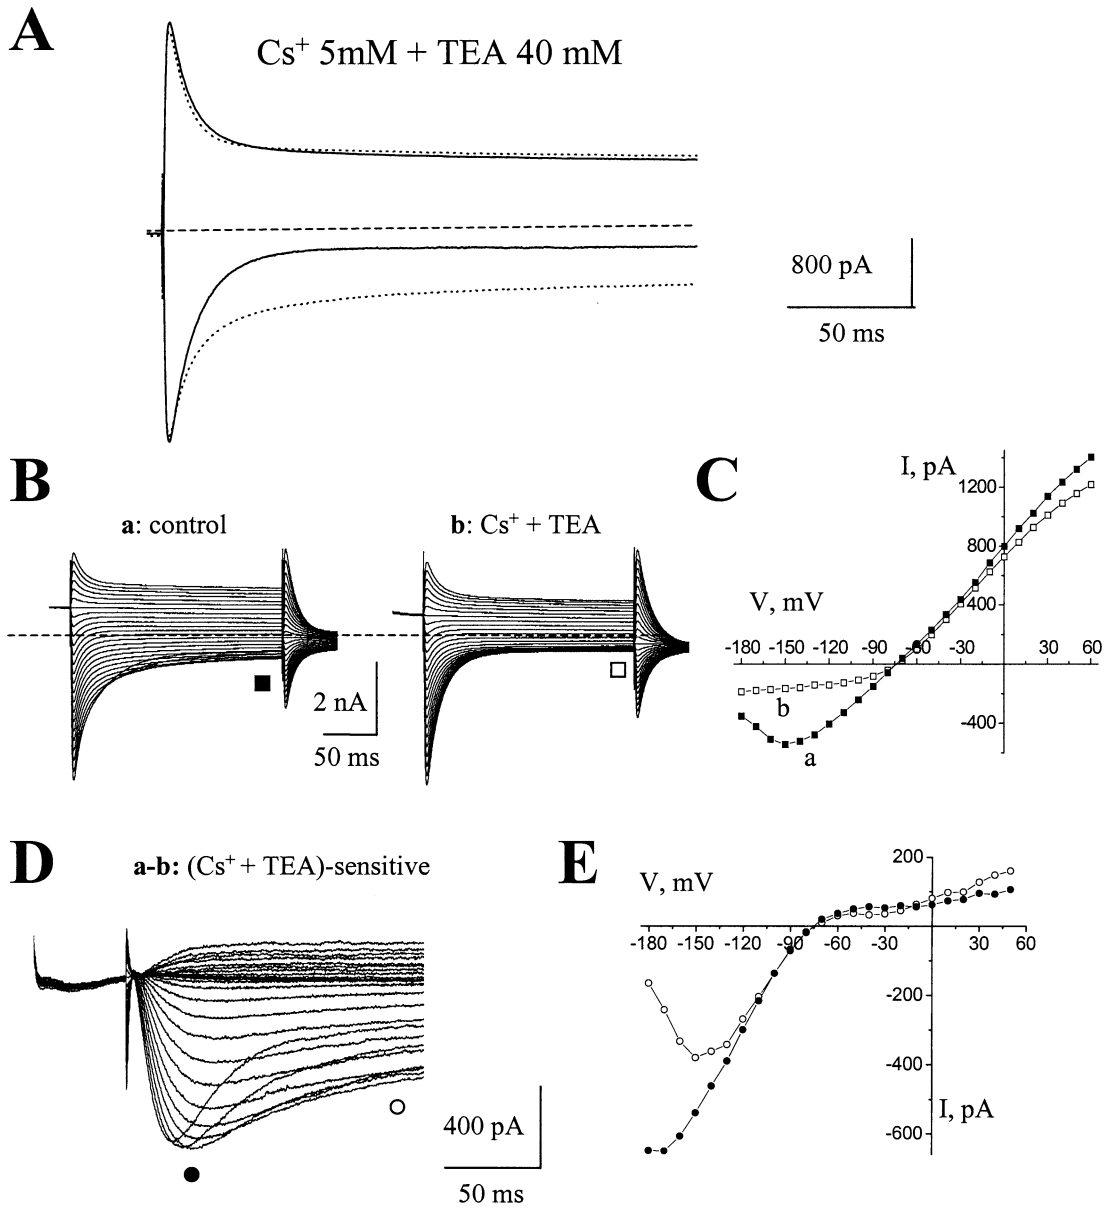 A
Cs⁺ 5mM + TEA 40 mM
800 pA
50 ms
B
a: control
b: Cs⁺ + TEA
2 nA
50 ms
C
I, pA
1200
800
400
V, mV
-180 -150 -120 -90 -60 -30 30 60
-400
b
a
D
a-b: (Cs⁺ + TEA)-sensitive
400 pA
50 ms
E
200
V, mV
-180 -150 -120 -90 -60 -30 0 30 60
-200
-400
I, pA
-600